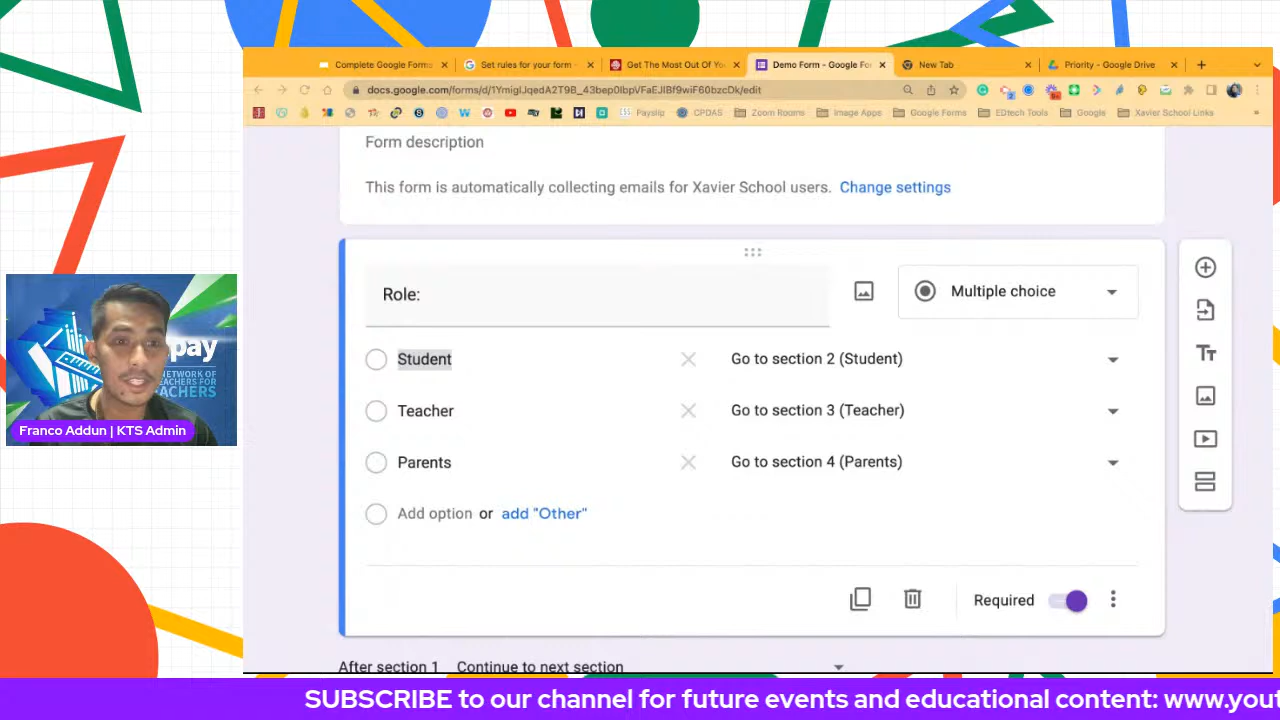 Complete Google Forms
Set rules for your form -
Get The Most Out Of Yo
Demo Form - Google Fo
New Tab
Priority - Google Drive
docs.google.com/forms/d/
/edit
Payslip
CPDAS
Zoom Rooms
Image Apps
Google Forms
EDtech Tools
Google
Xavier School Links
Form description
This form is automatically collecting emails for Xavier School users. Change settings
Role:
Multiple choice
Student
Go to section 2 (Student)
Teacher
Go to section 3 (Teacher)
Parents
Go to section 4 (Parents)
Add option or add "Other"
Required
After section 1 Continue to next section
pay
NETWORK OF
TEACHERS FOR
TEACHERS
Franco Addun | KTS Admin
SUBSCRIBE to our channel for future events and educational content: www.yout